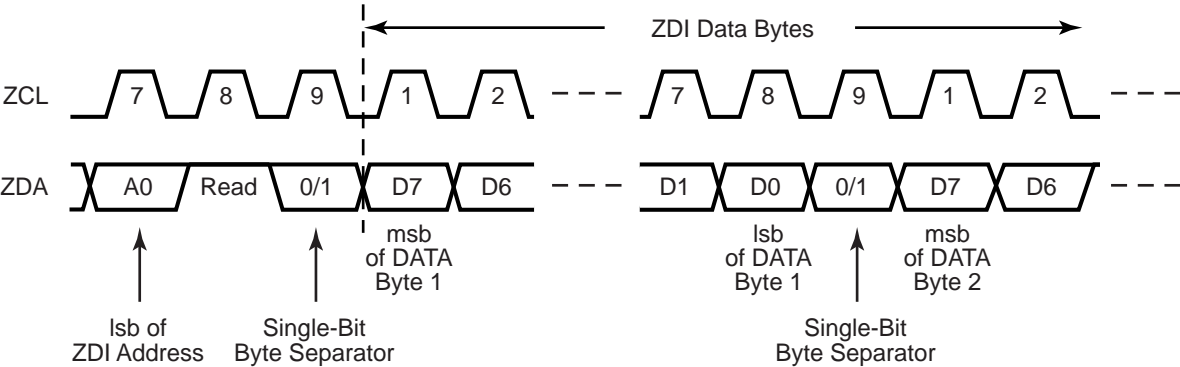 ZDI Data Bytes
ZCL 7 8 9 1 2 7 8 9 1 2
ZDA A0 Read 0/1 D7 D6 D1 D0 0/1 D7 D6
msb
of DATA
Byte 1
lsb
of DATA
Byte 1
msb
of DATA
Byte 2
lsb of
ZDI Address
Single-Bit
Byte Separator
Single-Bit
Byte Separator